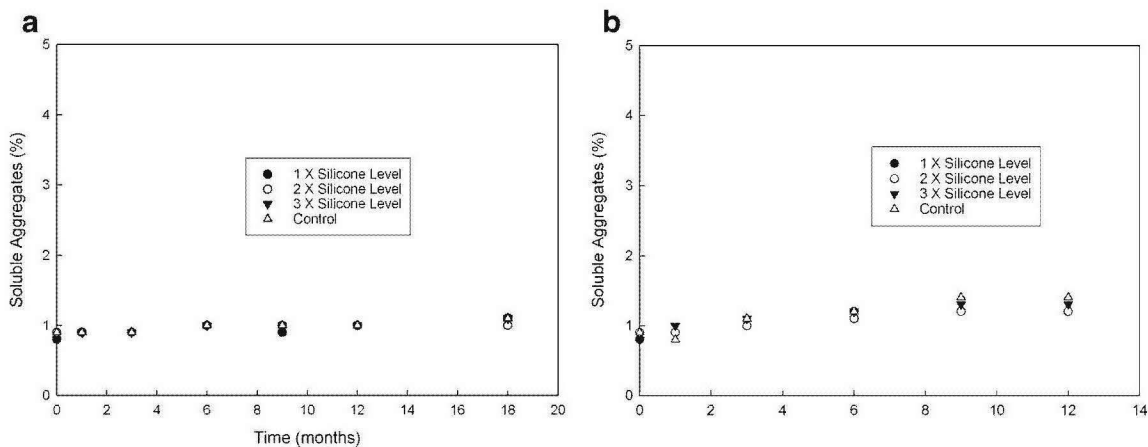 a
5
4
3
2
1
0
Soluble Aggregates (%)
1 X Silicone Level
2 X Silicone Level
3 X Silicone Level
Control
0 2 4 6 8 10 12 14 16 18 20
Time (months)
b
5
4
3
2
1
0
Soluble Aggregates (%)
1 X Silicone Level
2 X Silicone Level
3 X Silicone Level
Control
0 2 4 6 8 10 12 14